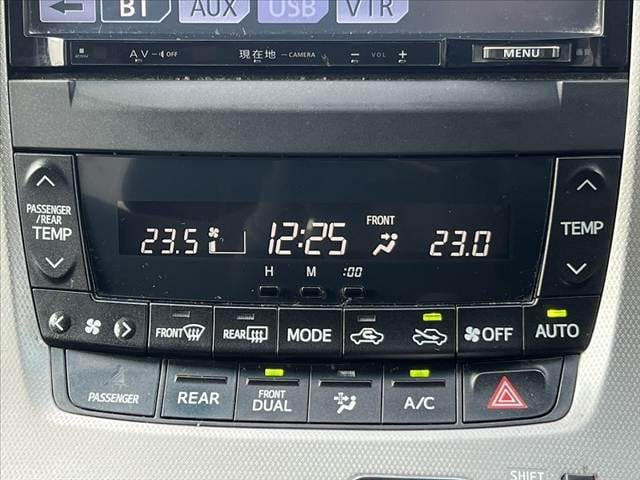 BT AUX USB VTR
AV- OFF 現在地 -CAMERA - VOL + MENU
PASSENGER
/REAR
TEMP
23.5 12:25 FRONT 23.0
TEMP
H M :00
FRONT REAR MODE OFF AUTO
PASSENGER REAR FRONT DUAL A/C
SHIFT